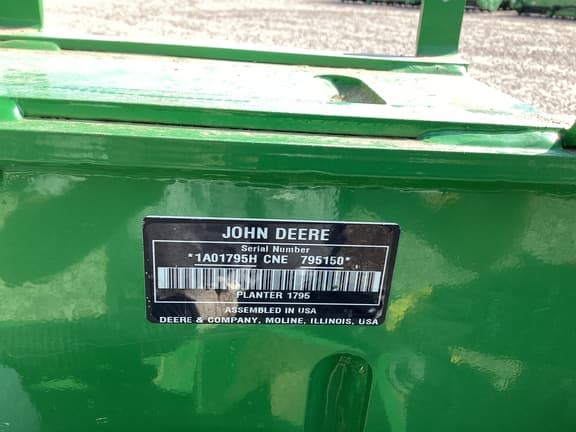 JOHN DEERE
Serial Number
*1A01795H CNE 795150*
PLANTER 1795
ASSEMBLED IN USA
DEERE & COMPANY, MOLINE, ILLINOIS, USA